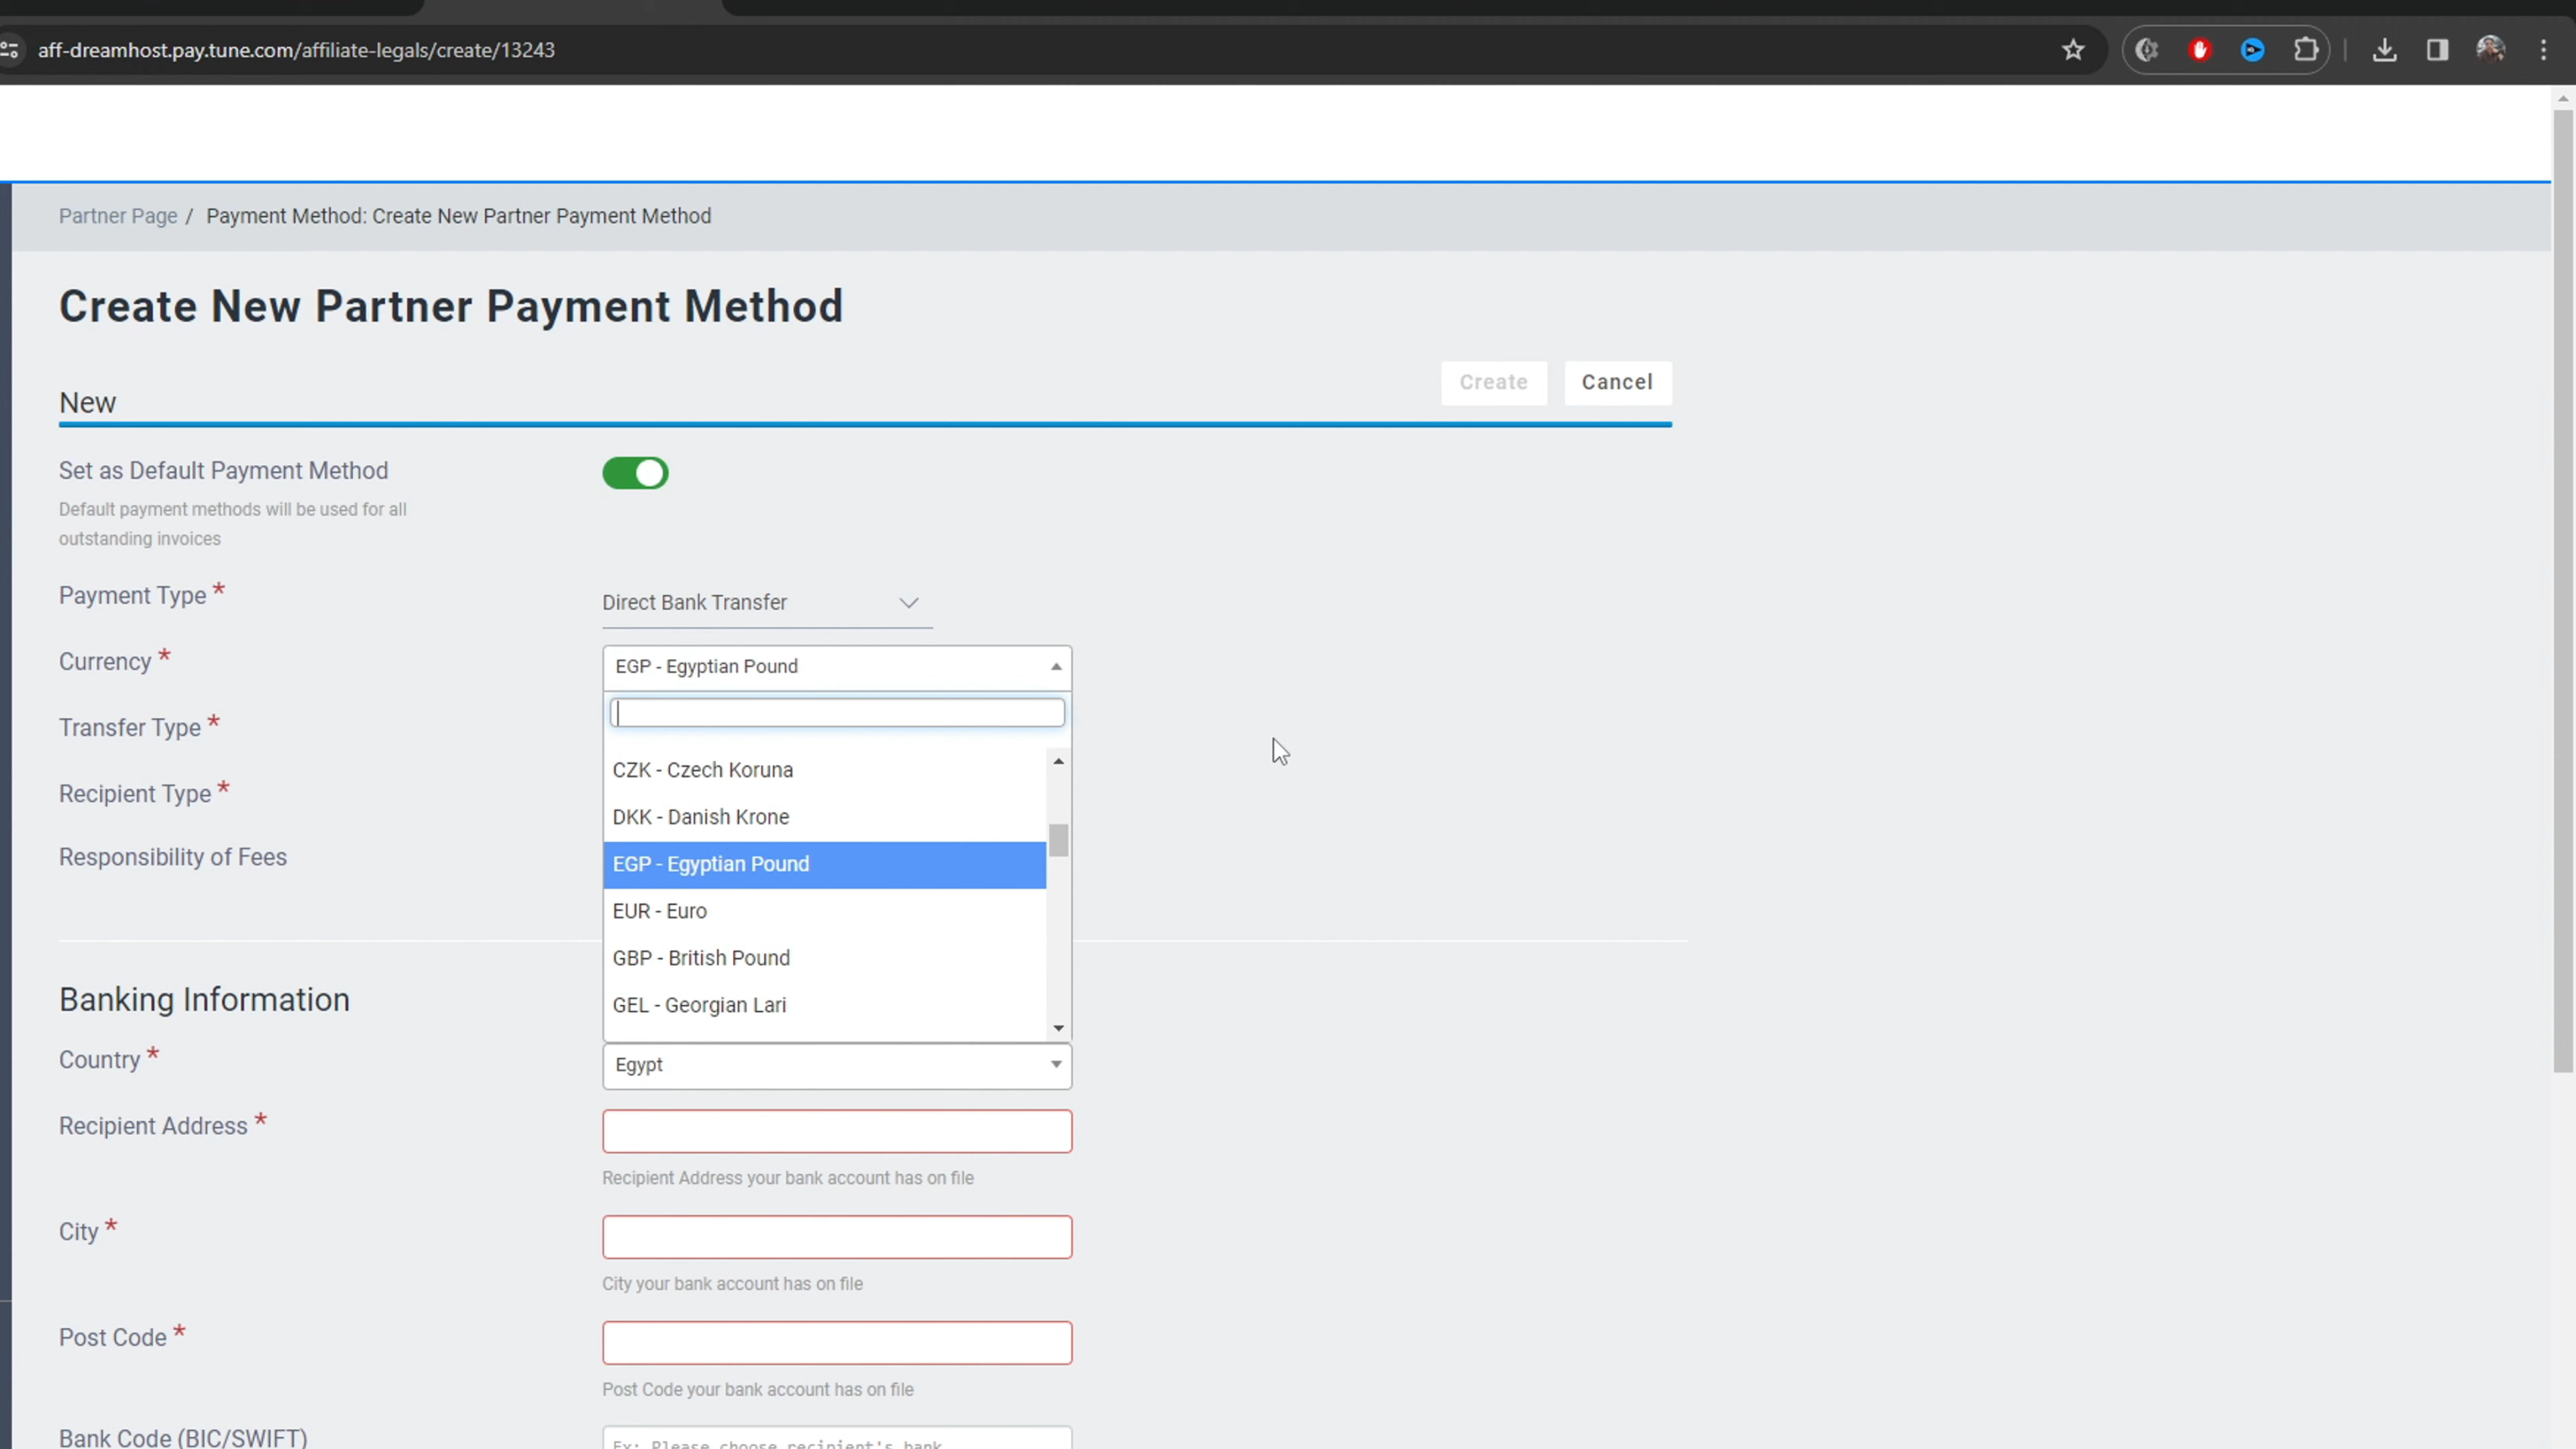 aff-dreamhost.pay.tune.com/affiliate-legals/create/13243
Partner Page / Payment Method: Create New Partner Payment Method
Create New Partner Payment Method
Create Cancel
New
Set as Default Payment Method
Default payment methods will be used for all
outstanding invoices
Payment Type * Direct Bank Transfer
Currency * EGP - Egyptian Pound
Transfer Type *
CZK - Czech Koruna
Recipient Type *
DKK - Danish Krone
Responsibility of Fees
EGP - Egyptian Pound
EUR - Euro
GBP - British Pound
GEL - Georgian Lari
Banking Information
Country * Egypt
Recipient Address *
Recipient Address your bank account has on file
City *
City your bank account has on file
Post Code *
Post Code your bank account has on file
Bank Code (BIC/SWIFT) Ex: Please choose recipient's bank